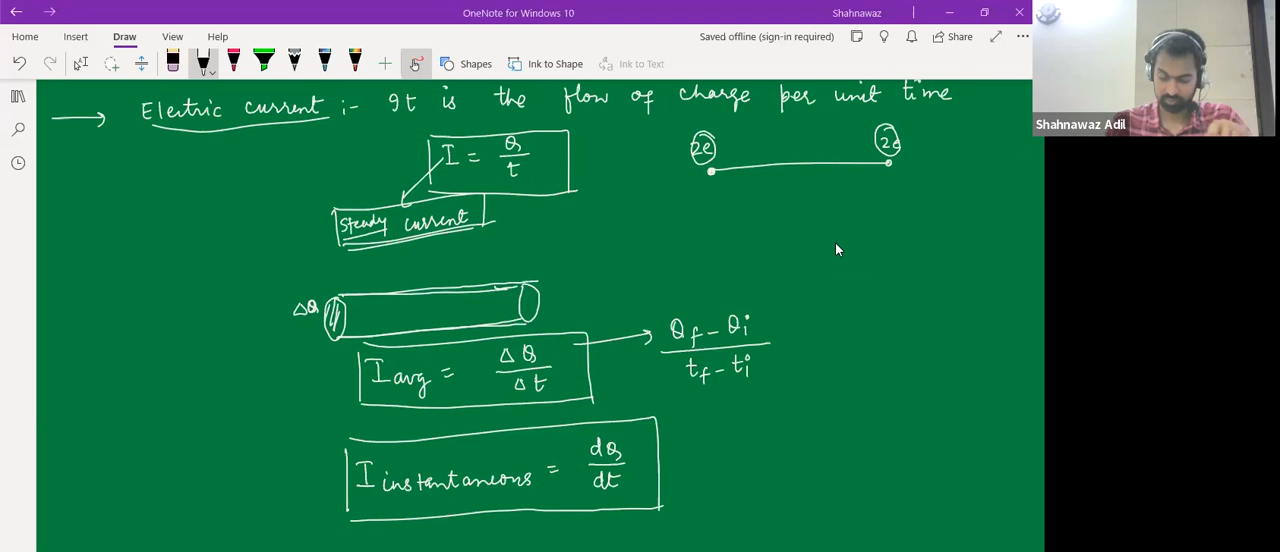 OneNote for Windows 10
Shahnawaz
Home Insert Draw View Help
Saved offline (sign-in required)
Share
Shapes
Ink to Shape
Ink to Text
Shahnawaz Adil
Electric current :- It is the flow of charge per unit time
I = Q/t
2e 2e
Steady current
ΔQ
I avg = ΔQ/Δt
Qf - Qi / tf - ti
I instantaneous = dQ/dt